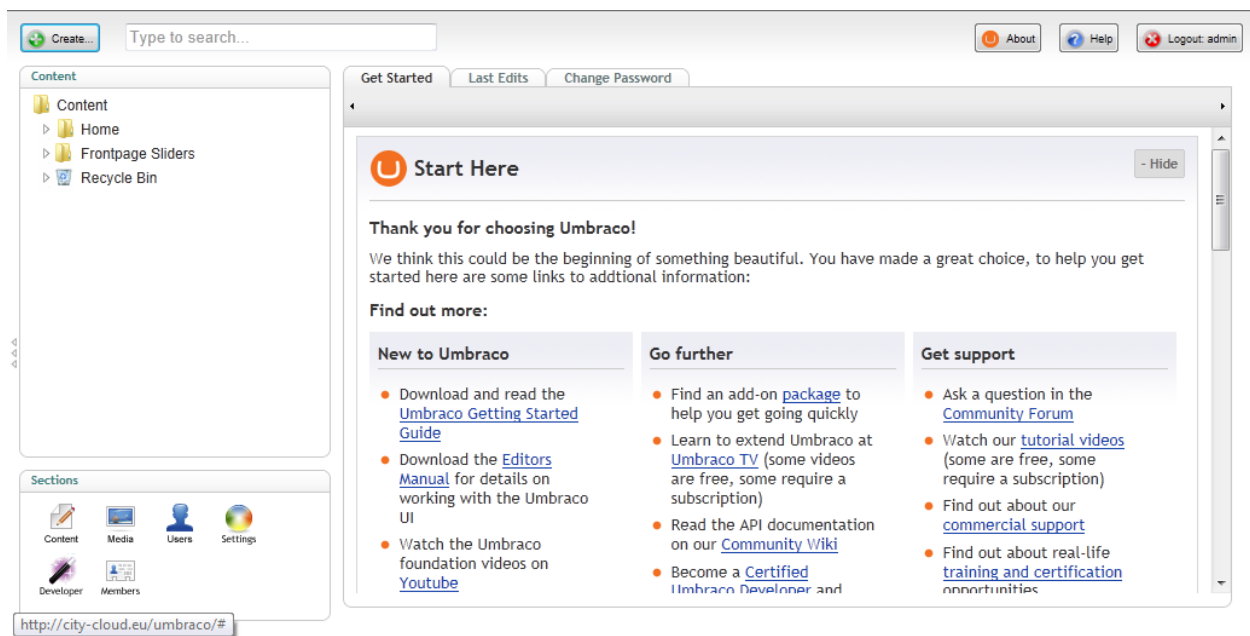 Create...
Type to search...
About
Help
Logout: admin
Content
Content
Home
Frontpage Sliders
Recycle Bin
Sections
Content
Media
Users
Settings
Developer
Members
http://city-cloud.eu/umbraco/#
Get Started
Last Edits
Change Password
Start Here
- Hide
Thank you for choosing Umbraco!
We think this could be the beginning of something beautiful. You have made a great choice, to help you get
started here are some links to addtional information:
Find out more:
New to Umbraco
Download and read the
Umbraco Getting Started
Guide
Download the Editors
Manual for details on
working with the Umbraco
UI
Watch the Umbraco
foundation videos on
Youtube
Go further
Find an add-on package to
help you get going quickly
Learn to extend Umbraco at
Umbraco TV (some videos
are free, some require a
subscription)
Read the API documentation
on our Community Wiki
Become a Certified
Umbraco Developer and
Get support
Ask a question in the
Community Forum
Watch our tutorial videos
(some are free, some
require a subscription)
Find out about our
commercial support
Find out about real-life
training and certification
opportunities